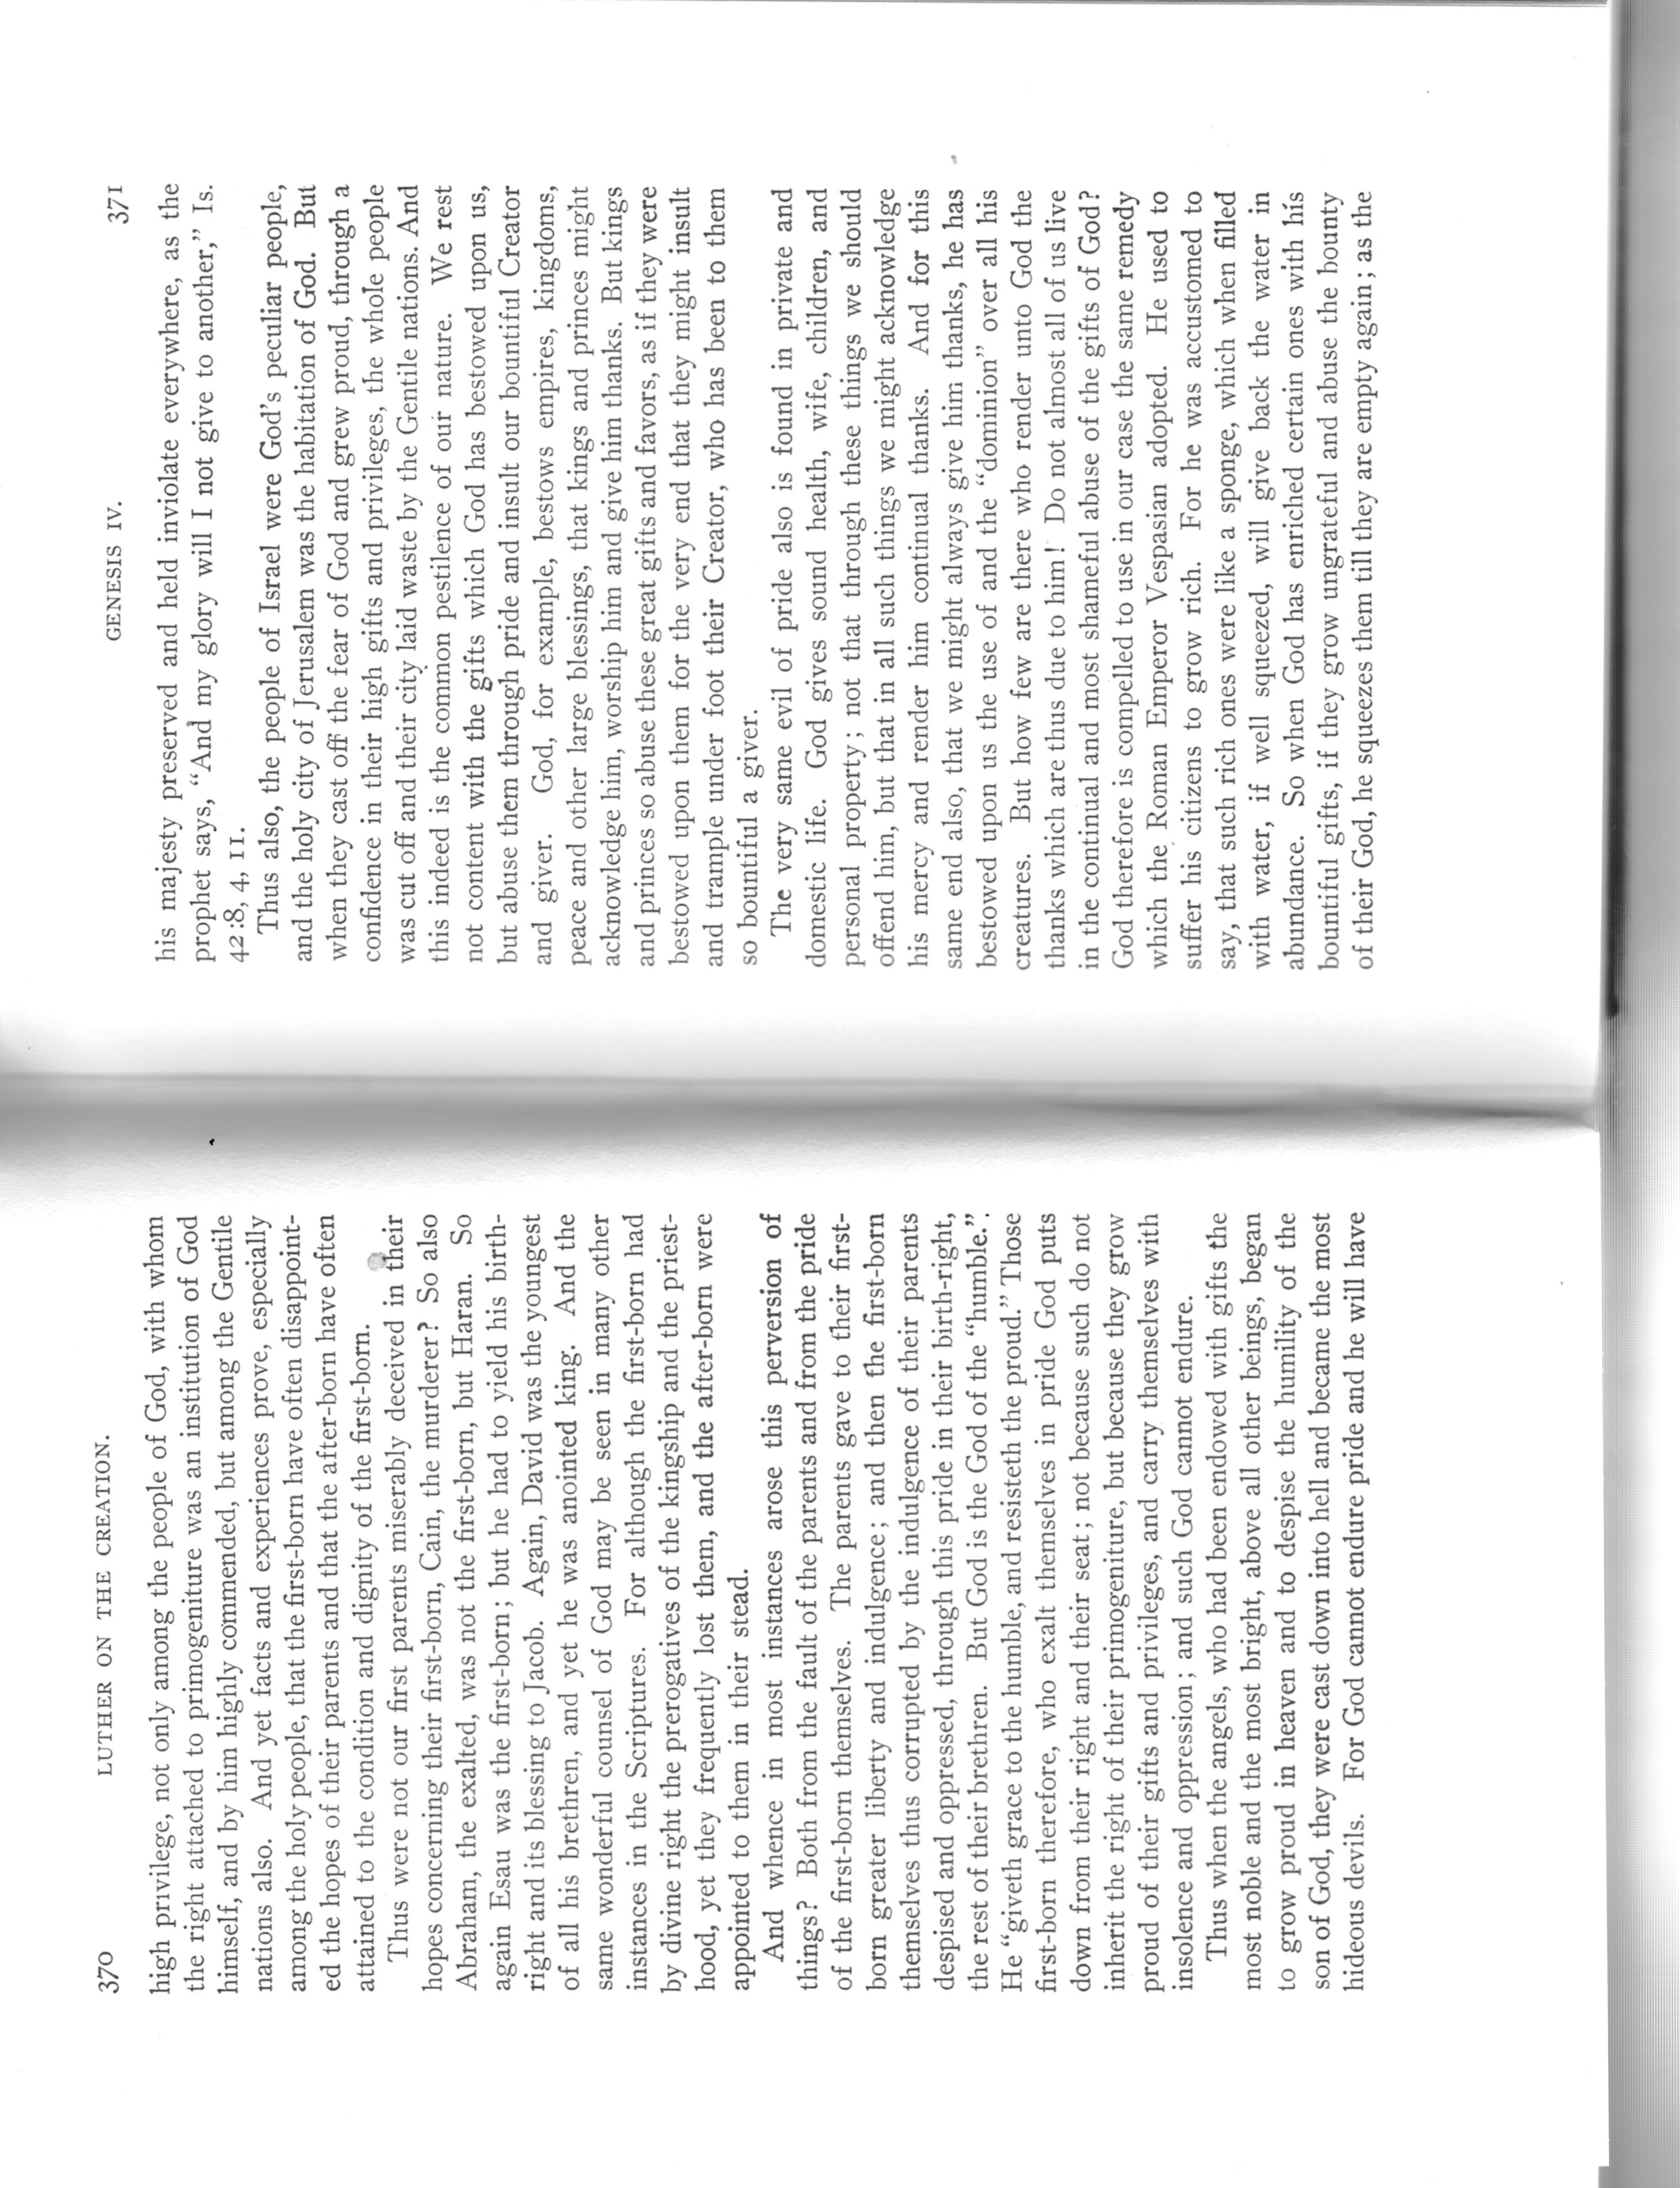 370 LUTHER ON THE CREATION.
high privilege, not only among the people of God, with whom
the right attached to primogeniture was an institution of God
himself, and by him highly commended, but among the Gentile
nations also. And yet facts and experiences prove, especially
among the holy people, that the first-born have often disappoint-
ed the hopes of their parents and that the after-born have often
attained to the condition and dignity of the first-born.
Thus were not our first parents miserably deceived in their
hopes concerning their first-born, Cain, the murderer? So also
Abraham, the exalted, was not the first-born, but Haran. So
again Esau was the first-born; but he had to yield his birth-
right and its blessing to Jacob. Again, David was the youngest
of all his brethren, and yet he was anointed king. And the
same wonderful counsel of God may be seen in many other
instances in the Scriptures. For although the first-born had
by divine right the prerogatives of the kingship and the priest-
hood, yet they frequently lost them, and the after-born were
appointed to them in their stead.
And whence in most instances arose this perversion of
things? Both from the fault of the parents and from the pride
of the first-born themselves. The parents gave to their first-
born greater liberty and indulgence; and then the first-born
themselves thus corrupted by the indulgence of their parents
despised and oppressed, through this pride in their birth-right,
the rest of their brethren. But God is the God of the “humble.”
He “giveth grace to the humble, and resisteth the proud.” Those
first-born therefore, who exalt themselves in pride God puts
down from their right and their seat; not because such do not
inherit the right of their primogeniture, but because they grow
proud of their gifts and privileges, and carry themselves with
insolence and oppression; and such God cannot endure.
Thus when the angels, who had been endowed with gifts the
most noble and the most bright, above all other beings, began
to grow proud in heaven and to despise the humility of the
son of God, they were cast down into hell and became the most
hideous devils. For God cannot endure pride and he will have
GENESIS IV. 371
his majesty preserved and held inviolate everywhere, as the
prophet says, “And my glory will I not give to another,” Is.
42:8, 4, 11.
Thus also, the people of Israel were God’s peculiar people,
and the holy city of Jerusalem was the habitation of God. But
when they cast off the fear of God and grew proud, through a
confidence in their high gifts and privileges, the whole people
was cut off and their city laid waste by the Gentile nations. And
this indeed is the common pestilence of our nature. We rest
not content with the gifts which God has bestowed upon us,
but abuse them through pride and insult our bountiful Creator
and giver. God, for example, bestows empires, kingdoms,
peace and other large blessings, that kings and princes might
acknowledge him, worship him and give him thanks. But kings
and princes so abuse these great gifts and favors, as if they were
bestowed upon them for the very end that they might insult
and trample under foot their Creator, who has been to them
so bountiful a giver.
The very same evil of pride also is found in private and
domestic life. God gives sound health, wife, children, and
personal property; not that through these things we should
offend him, but that in all such things we might acknowledge
his mercy and render him continual thanks. And for this
same end also, that we might always give him thanks, he has
bestowed upon us the use of and the “dominion” over all his
creatures. But how few are there who render unto God the
thanks which are thus due to him! Do not almost all of us live
in the continual and most shameful abuse of the gifts of God?
God therefore is compelled to use in our case the same remedy
which the Roman Emperor Vespasian adopted. He used to
suffer his citizens to grow rich. For he was accustomed to
say, that such rich ones were like a sponge, which when filled
with water, if well squeezed, will give back the water in
abundance. So when God has enriched certain ones with his
bountiful gifts, if they grow ungrateful and abuse the bounty
of their God, he squeezes them till they are empty again; as the